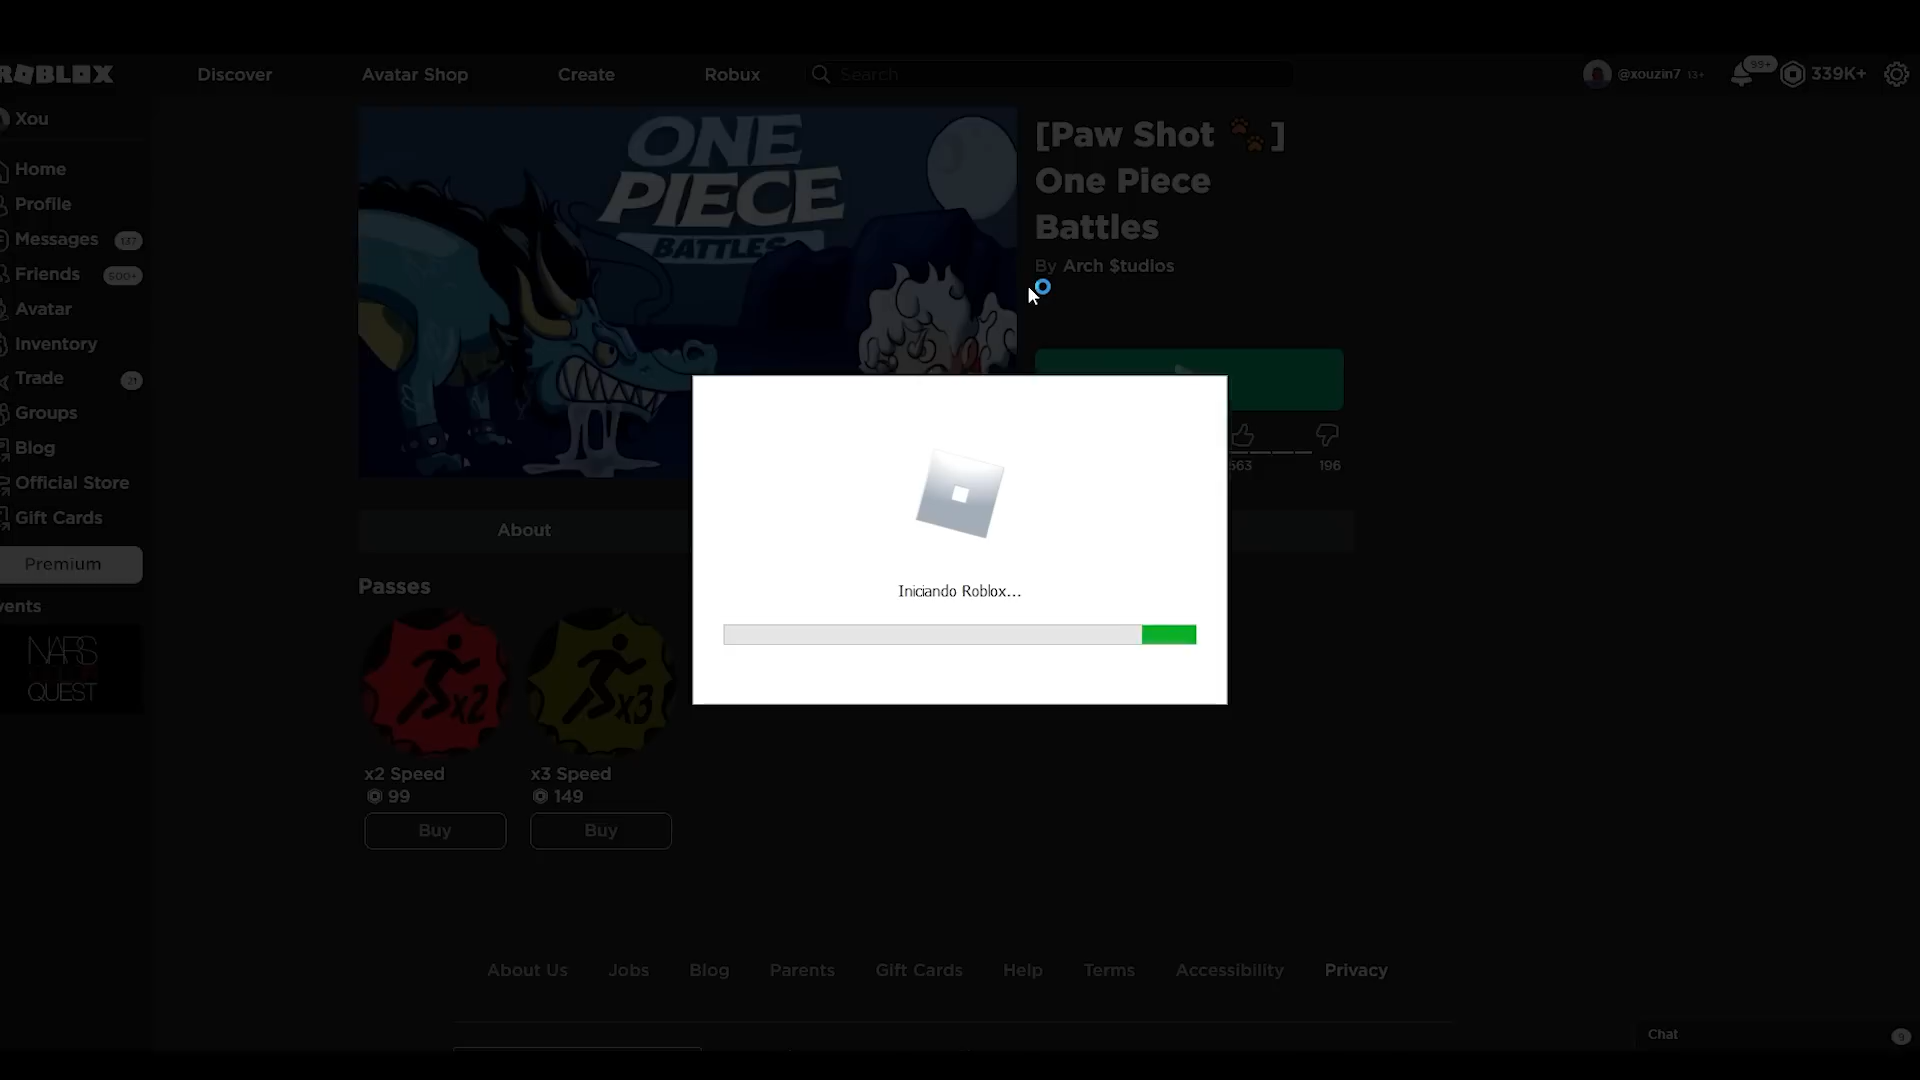 ROBLOX
Discover
Avatar Shop
Create
Robux
Search
@xouzin7 13+
99+
339K+
Xou
Home
Profile
Messages 137
Friends 500+
Avatar
Inventory
Trade 21
Groups
Blog
Official Store
Gift Cards
Premium
vents
NARS
QUEST
ONE
PIECE
BATTLES
[Paw Shot 🐾]
One Piece
Battles
By Arch $tudios
563
196
About
Iniciando Roblox...
Passes
x2
x3
x2 Speed
99
Buy
x3 Speed
149
Buy
About Us
Jobs
Blog
Parents
Gift Cards
Help
Terms
Accessibility
Privacy
Chat